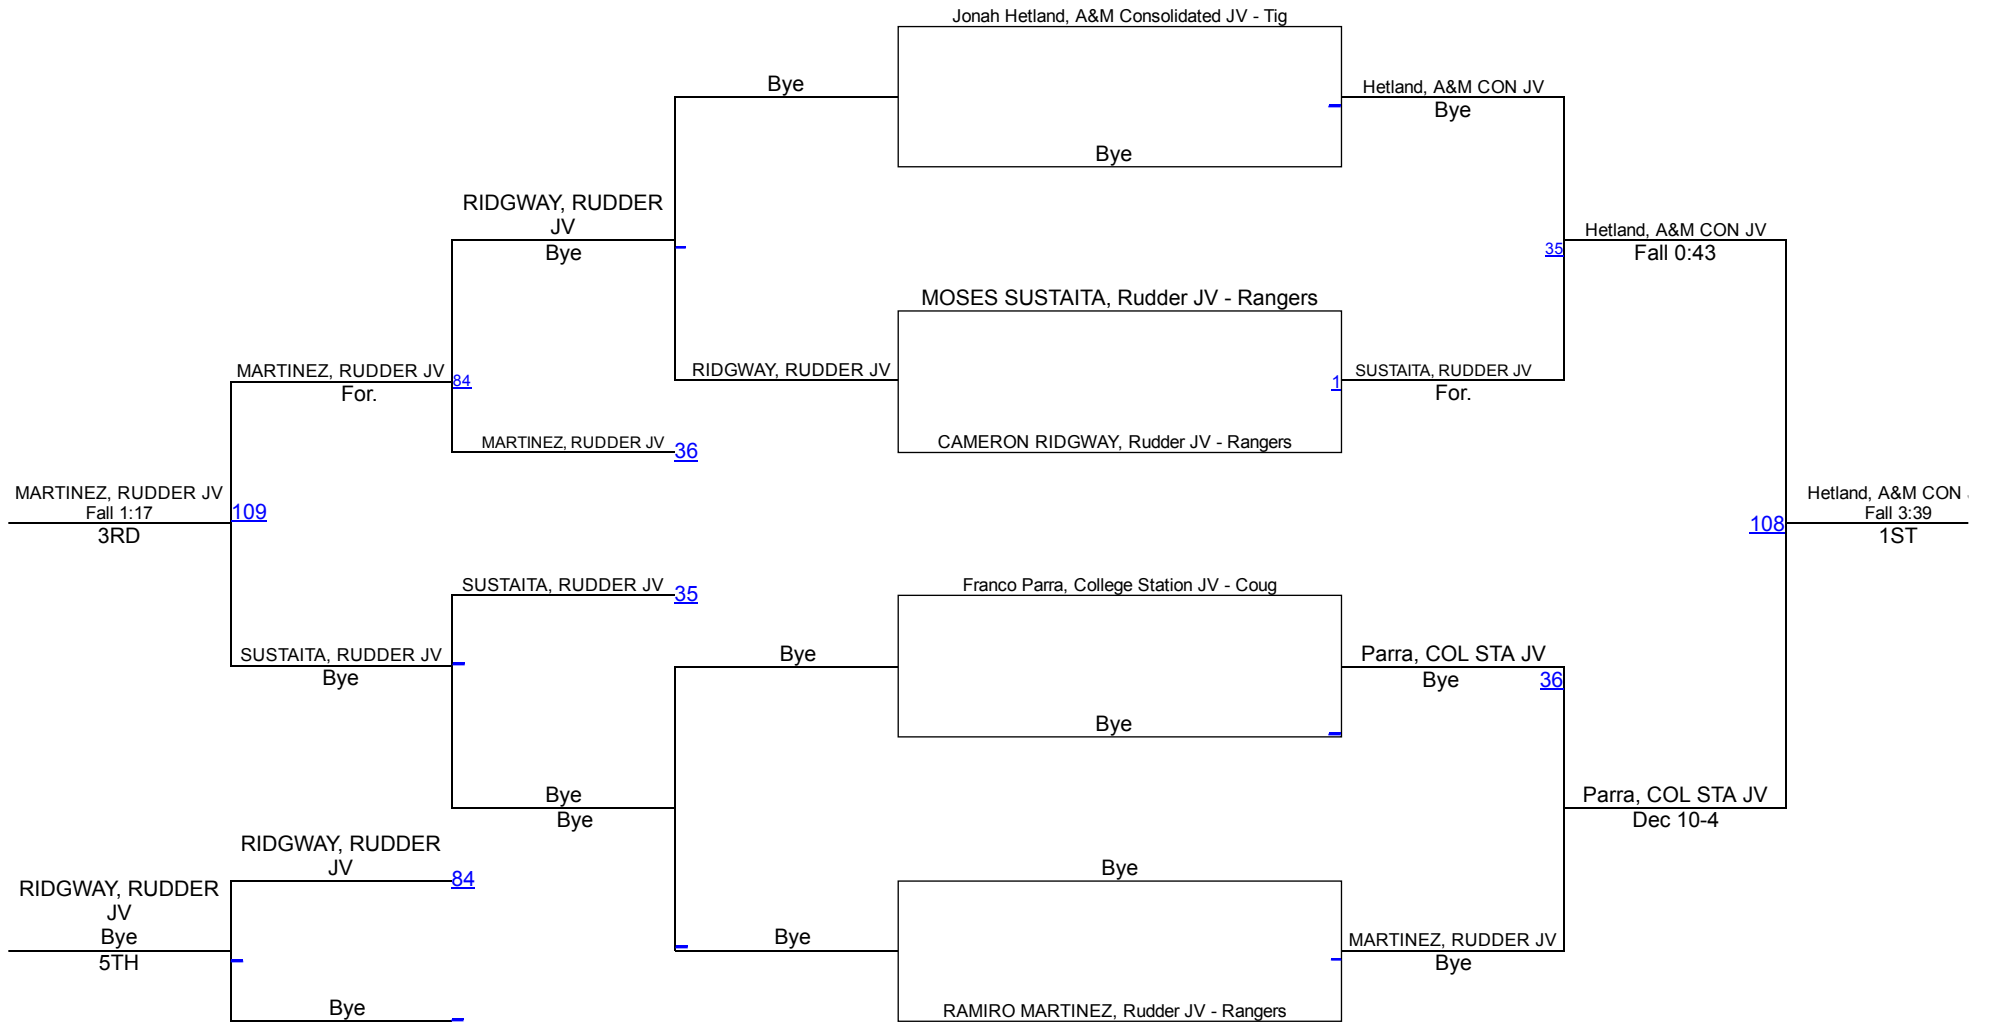 Jonah Hetland, A&M Consolidated JV - Tig
Bye
Hetland, A&M CON JV
Bye
Bye
RIDGWAY, RUDDER
JV
Bye
Hetland, A&M CON JV
35
Fall 0:43
MOSES SUSTAITA, Rudder JV - Rangers
MARTINEZ, RUDDER JV
84
For.
RIDGWAY, RUDDER JV
1
SUSTAITA, RUDDER JV
For.
MARTINEZ, RUDDER JV
36
CAMERON RIDGWAY, Rudder JV - Rangers
MARTINEZ, RUDDER JV
Fall 1:17
109
3RD
Hetland, A&M CON
Fall 3:39
108
1ST
SUSTAITA, RUDDER JV
35
Franco Parra, College Station JV - Coug
SUSTAITA, RUDDER JV
Bye
Bye
Parra, COL STA JV
Bye
36
Bye
Bye
Bye
Parra, COL STA JV
Dec 10-4
RIDGWAY, RUDDER
JV
84
Bye
RIDGWAY, RUDDER
JV
Bye
5TH
Bye
MARTINEZ, RUDDER JV
Bye
Bye
RAMIRO MARTINEZ, Rudder JV - Rangers